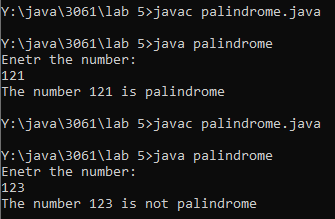 Y:\java\3061\lab 5>javac palindrome.java
Y:\java\3061\lab 5>java palindrome
Enetr the number:
121
The number 121 is palindrome
Y:\java\3061\lab 5>javac palindrome.java
Y:\java\3061\lab 5>java palindrome
Enetr the number:
123
The number 123 is not palindrome